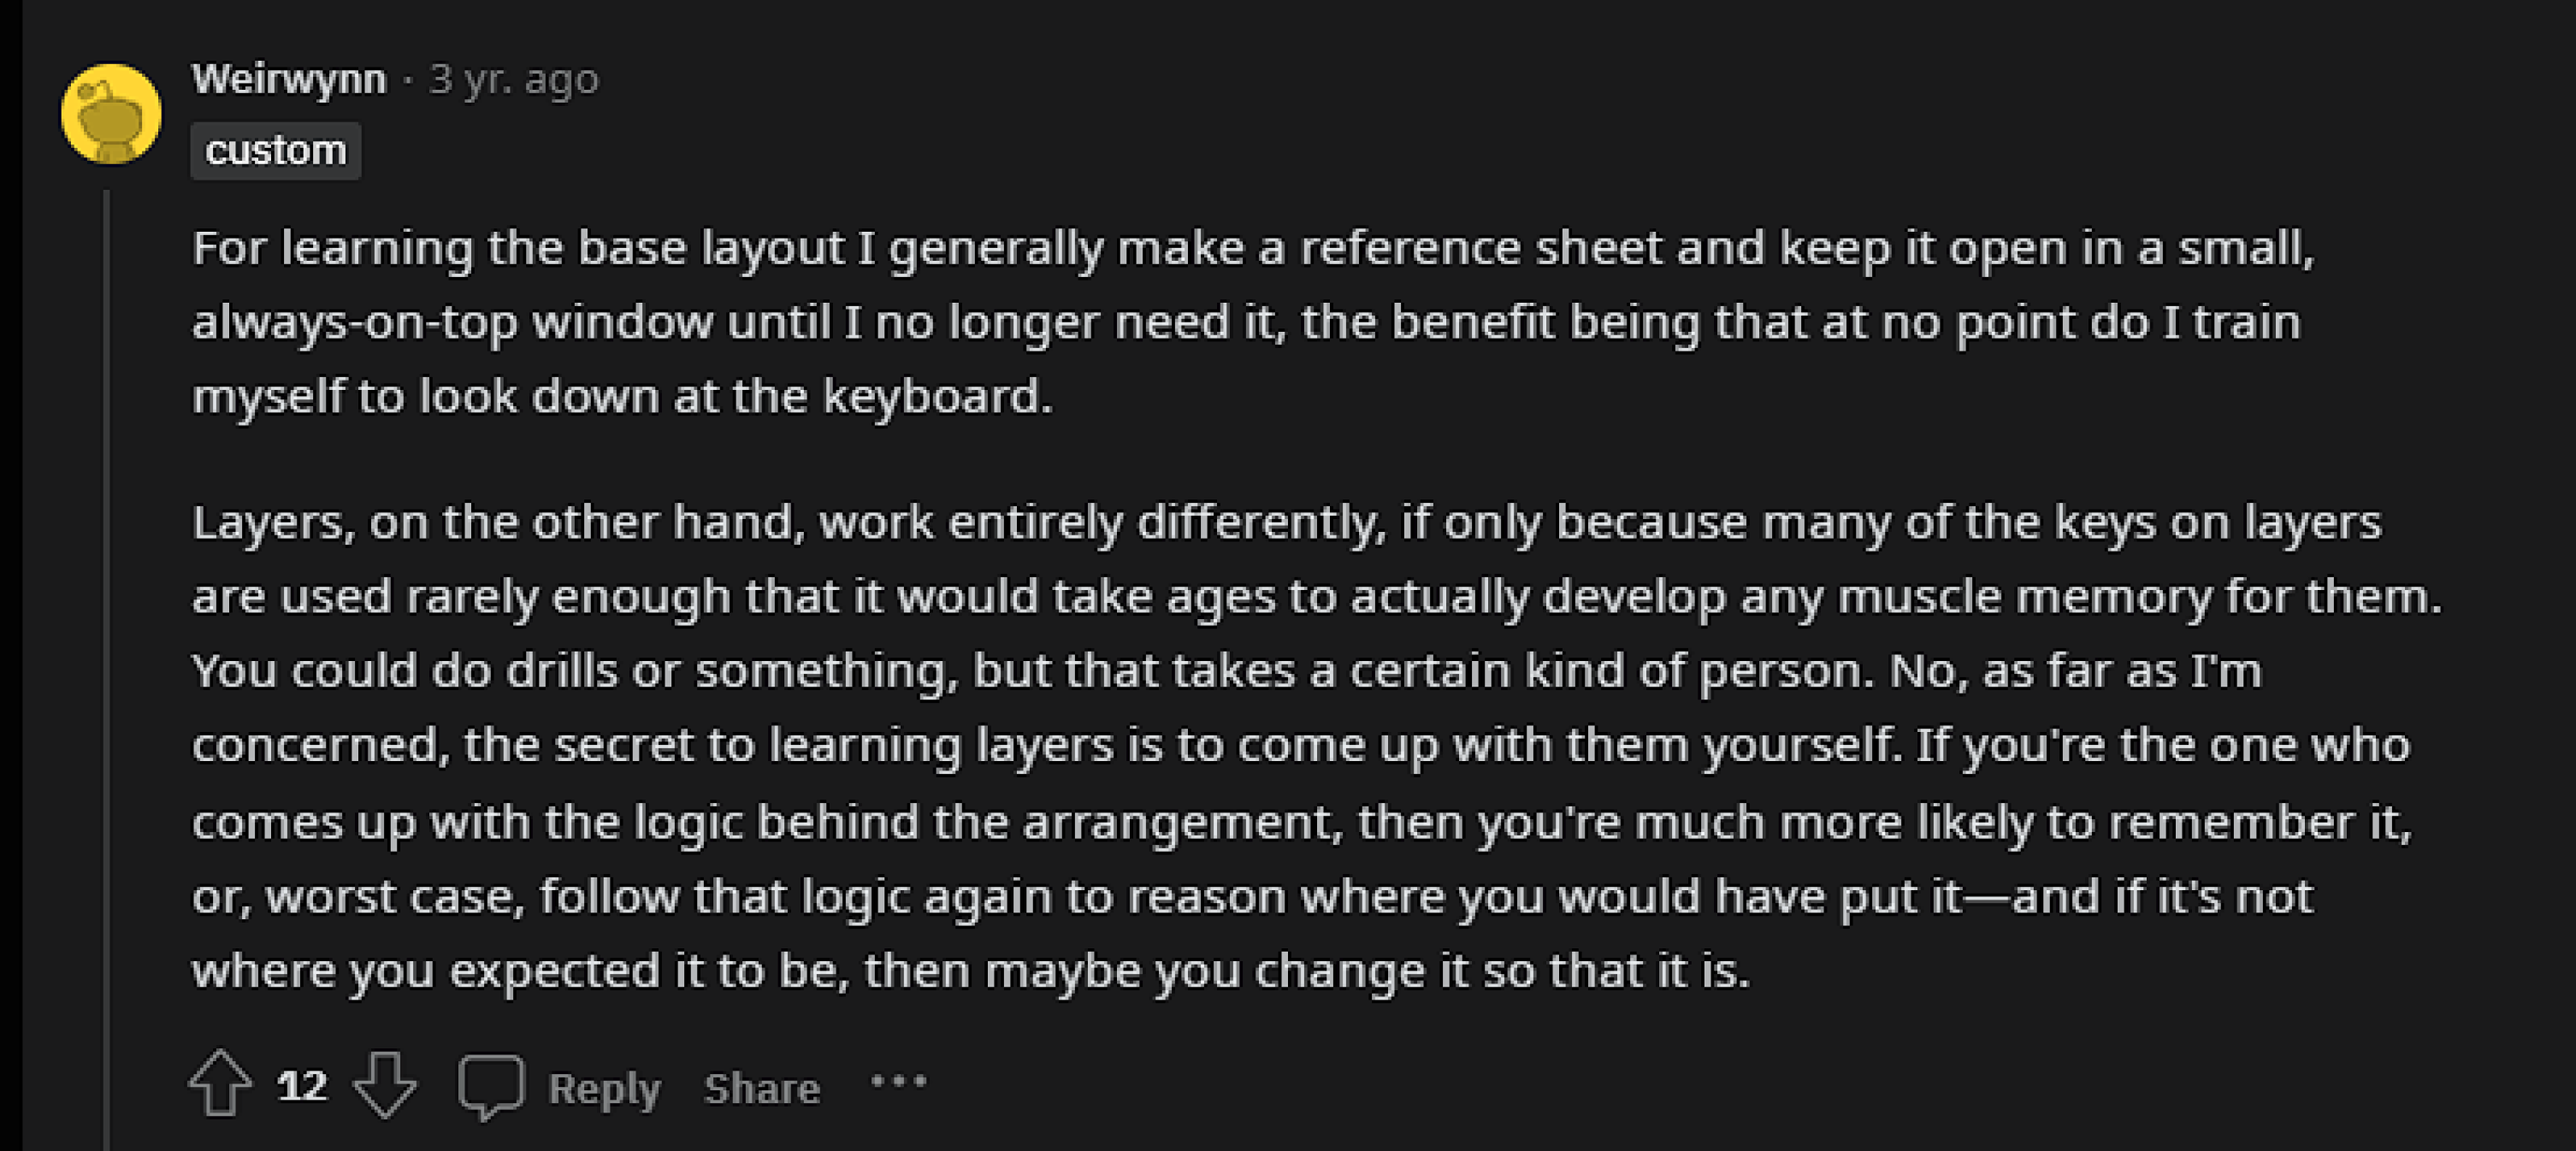 Weirwynn · 3 yr. ago
custom
For learning the base layout I generally make a reference sheet and keep it open in a small,
always-on-top window until I no longer need it, the benefit being that at no point do I train
myself to look down at the keyboard.
Layers, on the other hand, work entirely differently, if only because many of the keys on layers
are used rarely enough that it would take ages to actually develop any muscle memory for them.
You could do drills or something, but that takes a certain kind of person. No, as far as I'm
concerned, the secret to learning layers is to come up with them yourself. If you're the one who
comes up with the logic behind the arrangement, then you're much more likely to remember it,
or, worst case, follow that logic again to reason where you would have put it—and if it's not
where you expected it to be, then maybe you change it so that it is.
12 Reply Share ...